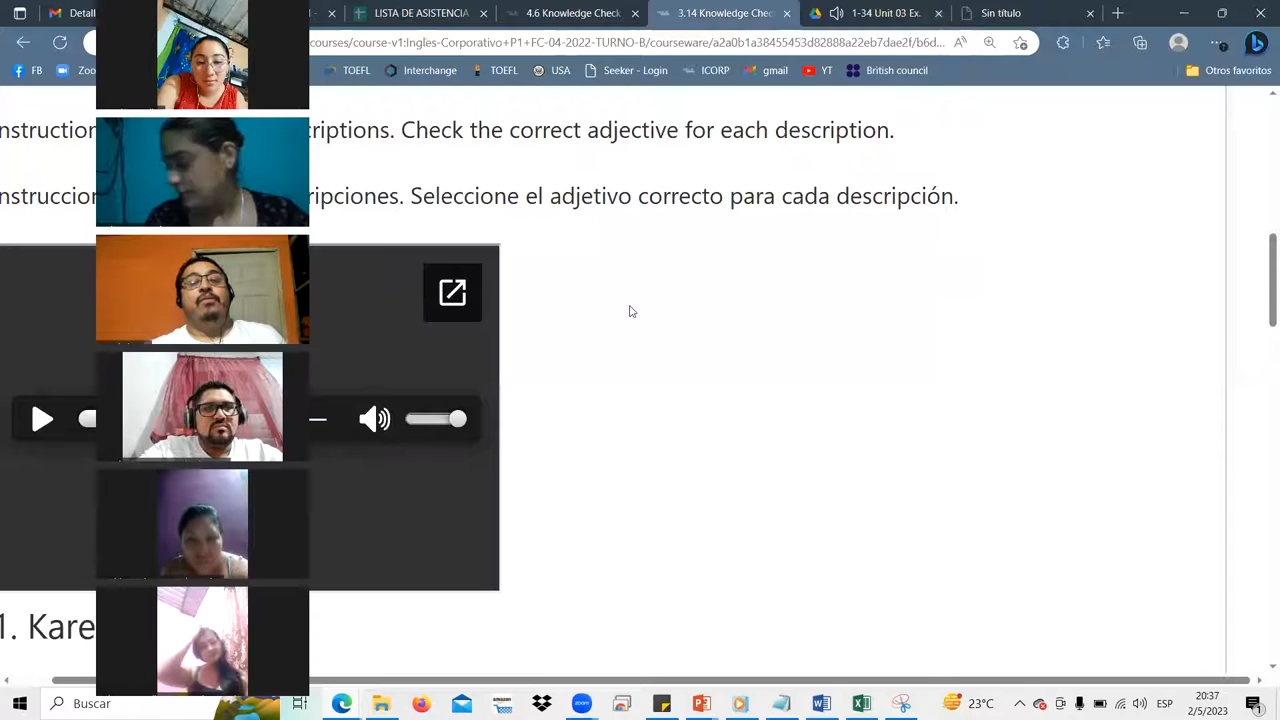 Detall
LISTA DE ASISTENCIA
4.6 Knowledge Check
3.14 Knowledge Chec
1-34 Unit 03 Ex.
Sin título
courses/course-v1:Ingles-Corporativo+P1+FC-04-2022-TURNO-B/courseware/a2a0b1a38455453d82888a22eb7dae2f/b6d...
FB
Zoo
TOEFL
Interchange
TOEFL
USA
Seeker - Login
ICORP
gmail
YT
British Council
Otros favoritos
nstruction
criptions. Check the correct adjective for each description.
nstruccion
ripciones. Seleccione el adjetivo correcto para cada descripción.
1. Kare
Buscar
23°C
ESP
20:37
2/5/2023